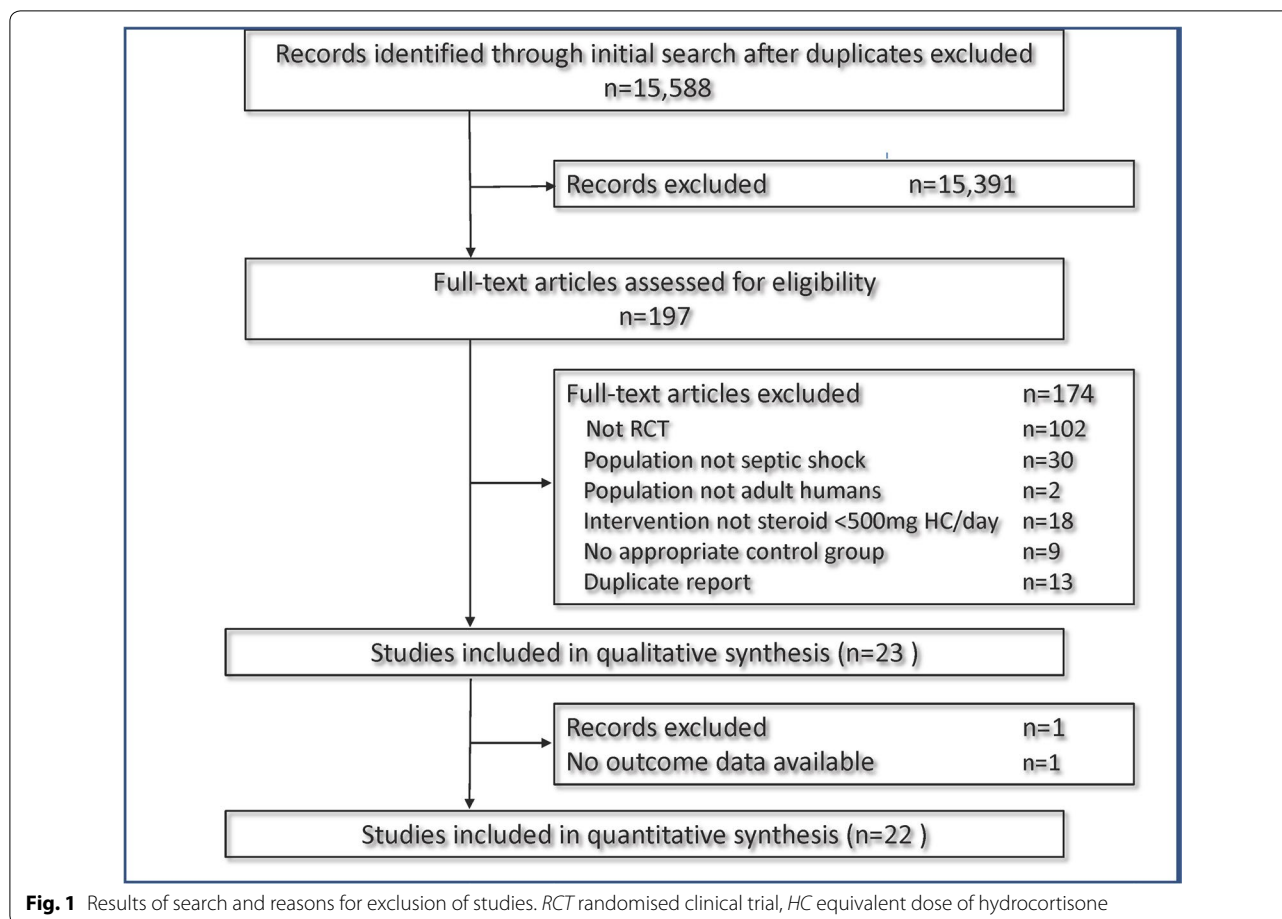 Records identified through initial search after duplicates excluded
n=15,588
Records excluded n=15,391
Full-text articles assessed for eligibility
n=197
Full-text articles excluded n=174
Not RCT n=102
Population not septic shock n=30
Population not adult humans n=2
Intervention not steroid <500mg HC/day n=18
No appropriate control group n=9
Duplicate report n=13
Studies included in qualitative synthesis (n=23 )
Records excluded n=1
No outcome data available n=1
Studies included in quantitative synthesis (n=22 )
Fig. 1 Results of search and reasons for exclusion of studies. RCT randomised clinical trial, HC equivalent dose of hydrocortisone